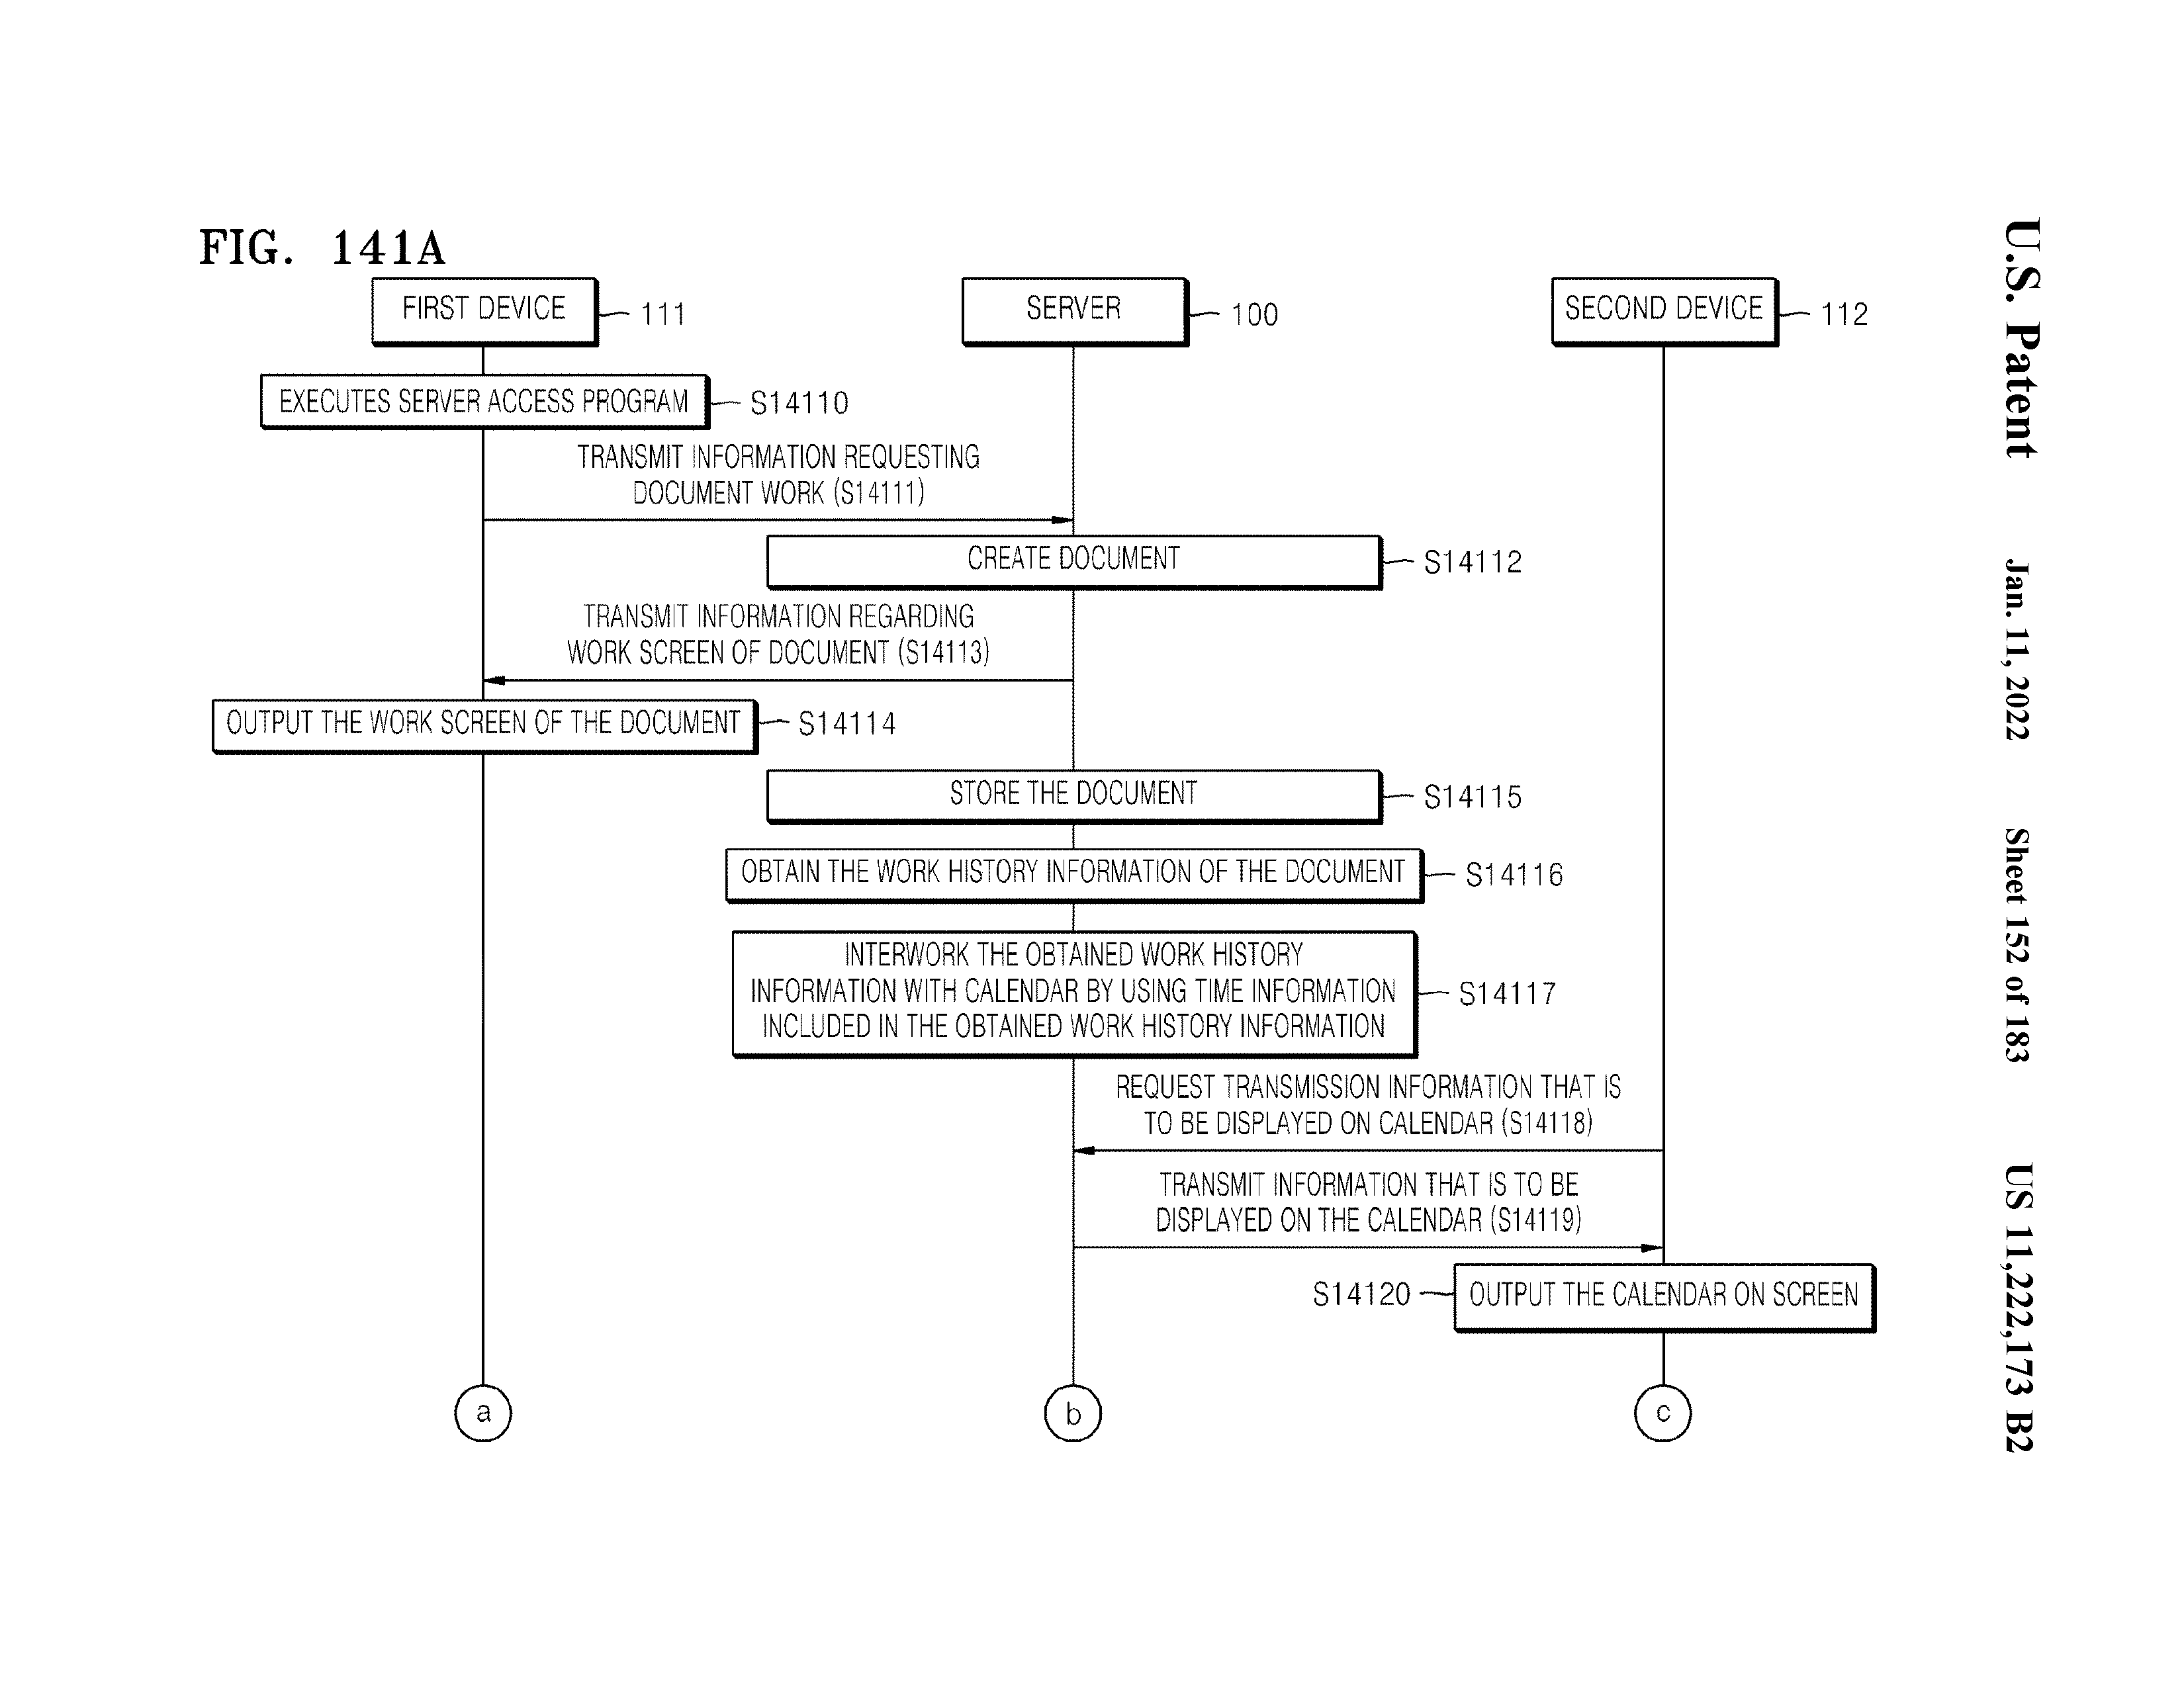 U.S. Patent
Jan. 11, 2022
Sheet 152 of 183
US 11,222,173 B2
FIG. 141A
FIRST DEVICE
111
SERVER
100
SECOND DEVICE
112
EXECUTES SERVER ACCESS PROGRAM
S14110
TRANSMIT INFORMATION REQUESTING
DOCUMENT WORK (S14111)
CREATE DOCUMENT
S14112
TRANSMIT INFORMATION REGARDING
WORK SCREEN OF DOCUMENT (S14113)
OUTPUT THE WORK SCREEN OF THE DOCUMENT
S14114
STORE THE DOCUMENT
S14115
OBTAIN THE WORK HISTORY INFORMATION OF THE DOCUMENT
S14116
INTERWORK THE OBTAINED WORK HISTORY
INFORMATION WITH CALENDAR BY USING TIME INFORMATION
INCLUDED IN THE OBTAINED WORK HISTORY INFORMATION
S14117
REQUEST TRANSMISSION INFORMATION THAT IS
TO BE DISPLAYED ON CALENDAR (S14118)
TRANSMIT INFORMATION THAT IS TO BE
DISPLAYED ON THE CALENDAR (S14119)
S14120
OUTPUT THE CALENDAR ON SCREEN
a
b
c